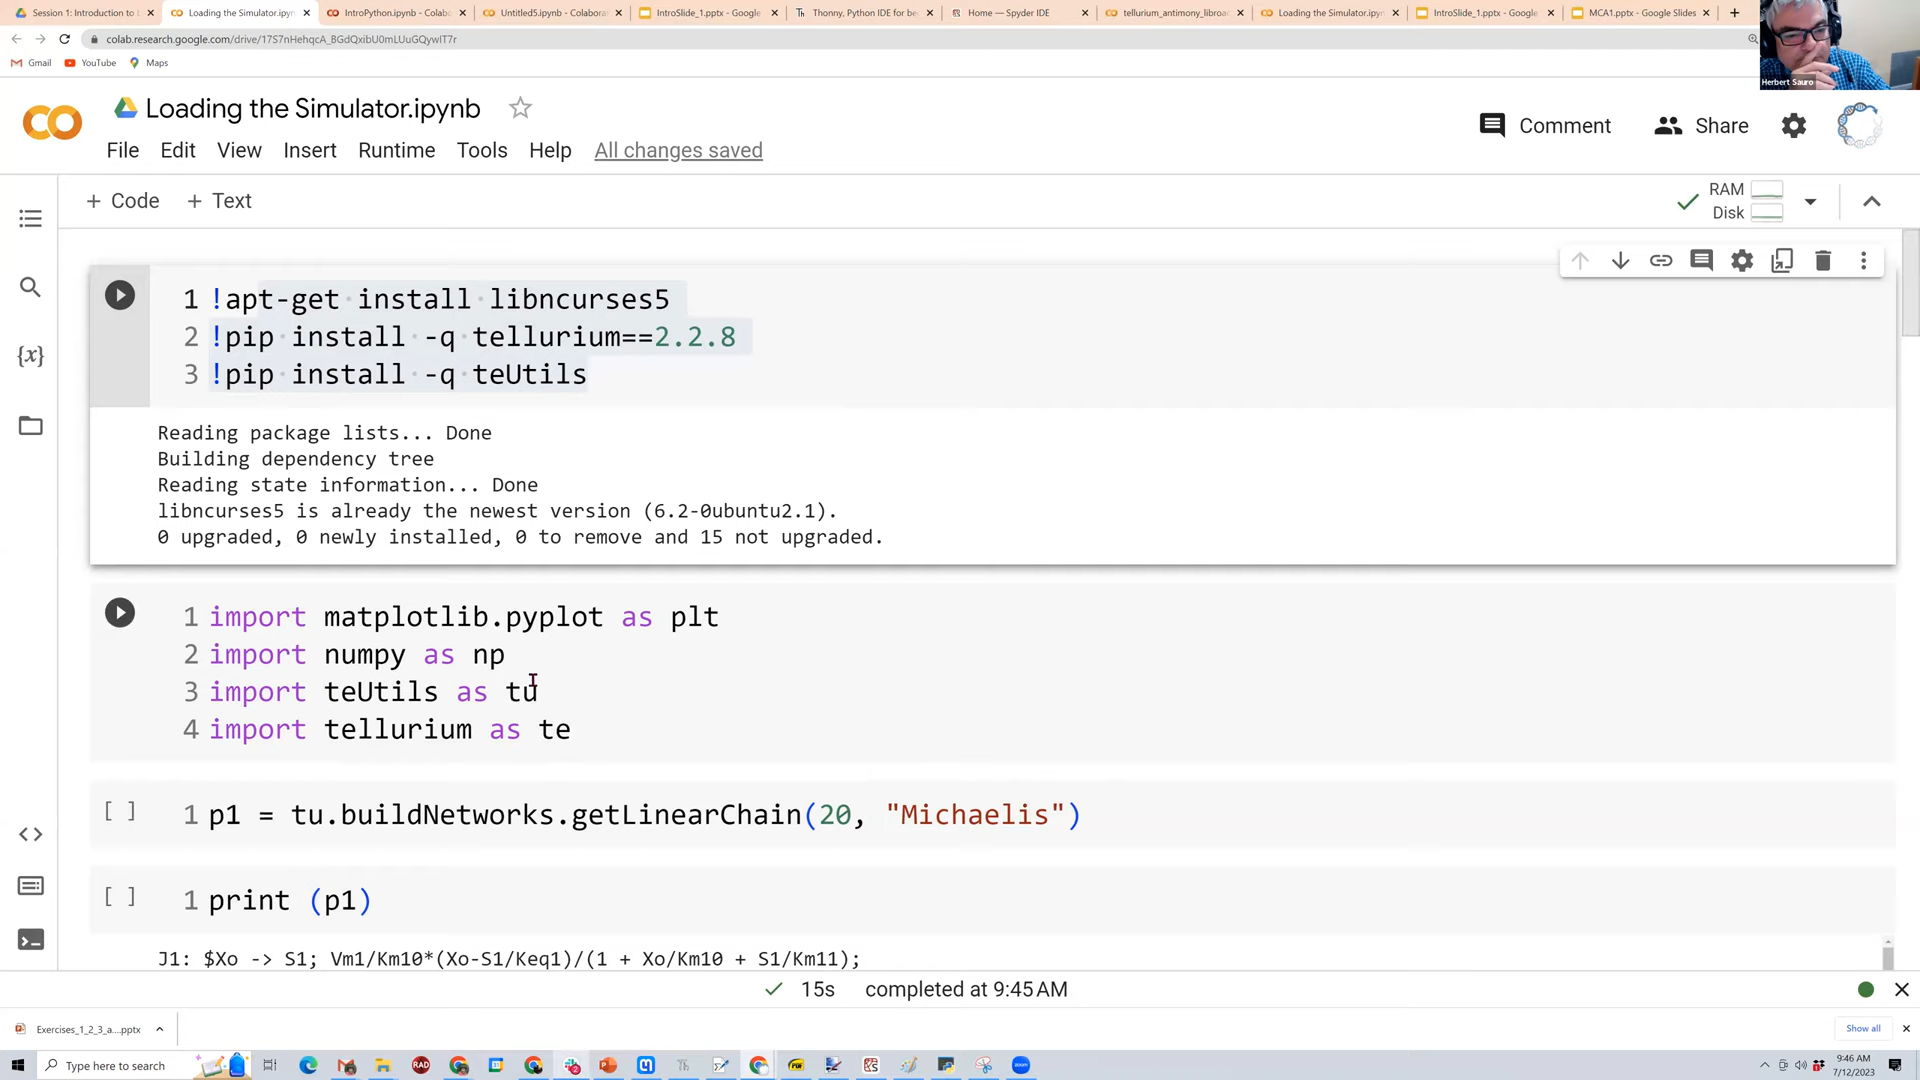 Session 1: Introduction to b
Loading the Simulator.ipyn
IntroPython.ipynb - Colabo
Untitled5.ipynb - Colaborat
IntroSlide_1.pptx - Google
Thonny, Python IDE for be
Home — Spyder IDE
tellurium_antimony_libroad
Loading the Simulator.ipyn
IntroSlide_1.pptx - Google
MCA1.pptx - Google Slides
colab.research.google.com/drive/17S7nHehqcA_BGdQxibU0mLUuGQywIT7r
Gmail
YouTube
Maps
Herbert Sauro
Loading the Simulator.ipynb
File Edit View Insert Runtime Tools Help All changes saved
Comment
Share
+ Code + Text
RAM
Disk
1 !apt-get install libncurses5
2 !pip install -q tellurium==2.2.8
3 !pip install -q teUtils
Reading package lists... Done
Building dependency tree
Reading state information... Done
libncurses5 is already the newest version (6.2-0ubuntu2.1).
0 upgraded, 0 newly installed, 0 to remove and 15 not upgraded.
1 import matplotlib.pyplot as plt
2 import numpy as np
3 import teUtils as tu
4 import tellurium as te
[ ] 1 p1 = tu.buildNetworks.getLinearChain(20, "Michaelis")
[ ] 1 print (p1)
J1: $Xo -> S1; Vm1/Km10*(Xo-S1/Keq1)/(1 + Xo/Km10 + S1/Km11);
15s completed at 9:45 AM
Exercises_1_2_3_a....pptx
Show all
Type here to search
RAD
9:46 AM
7/12/2023